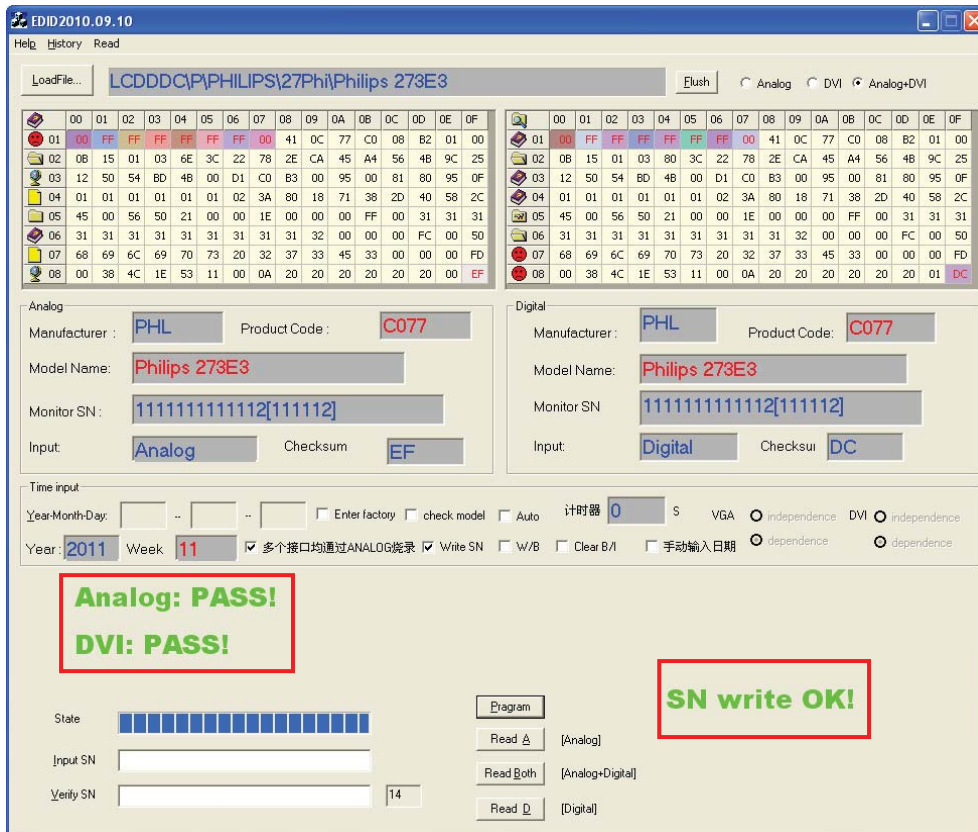 EDID2010.09.10
Help History Read
LoadFile... LCDDDC\P\PHILIPS\27Phi\Philips 273E3 Flush Analog DVI Analog+DVI
00 01 02 03 04 05 06 07 08 09 0A 0B 0C 0D 0E 0F
01 00 FF FF FF FF FF FF 00 41 0C 77 C0 08 B2 01 00
02 0B 15 01 03 6E 3C 22 78 2E CA 45 A4 56 4B 9C 25
03 12 50 54 BD 4B 00 D1 C0 B3 00 95 00 81 80 95 0F
04 01 01 01 01 01 01 02 3A 80 18 71 38 2D 40 58 2C
05 45 00 56 50 21 00 00 1E 00 00 00 FF 00 31 31 31
06 31 31 31 31 31 31 31 31 31 32 00 00 00 FC 00 50
07 68 69 6C 69 70 73 20 32 37 33 45 33 00 00 00 FD
08 00 38 4C 1E 53 11 00 0A 20 20 20 20 20 20 00 EF
00 01 02 03 04 05 06 07 08 09 0A 0B 0C 0D 0E 0F
01 00 FF FF FF FF FF FF 00 41 0C 77 C0 08 B2 01 00
02 0B 15 01 03 80 3C 22 78 2E CA 45 A4 56 4B 9C 25
03 12 50 54 BD 4B 00 D1 C0 B3 00 95 00 81 80 95 0F
04 01 01 01 01 01 01 02 3A 80 18 71 38 2D 40 58 2C
05 45 00 56 50 21 00 00 1E 00 00 00 FF 00 31 31 31
06 31 31 31 31 31 31 31 31 31 32 00 00 00 FC 00 50
07 68 69 6C 69 70 73 20 32 37 33 45 33 00 00 00 FD
08 00 38 4C 1E 53 11 00 0A 20 20 20 20 20 20 01 DC
Analog
Manufacturer : PHL Product Code : C077
Model Name: Philips 273E3
Monitor SN : 1111111111112[111112]
Input: Analog Checksum EF
Digital
Manufacturer : PHL Product Code: C077
Model Name: Philips 273E3
Monitor SN 1111111111112[111112]
Input: Digital Checksui DC
Time input
Year-Month-Day: -- -- Enter factory check model Auto 计时器 0 S VGA independence DVI independence
Year : 2011 Week 11 多个接口均通过ANALOG烧录 Write SN W/B Clear B/I 手动输入日期 dependence dependence
Analog: PASS!
DVI: PASS!
SN write OK!
State Pragram
Read A [Analog]
Input SN
Read Both [Analog+Digital]
Verify SN 14
Read D [Digital]